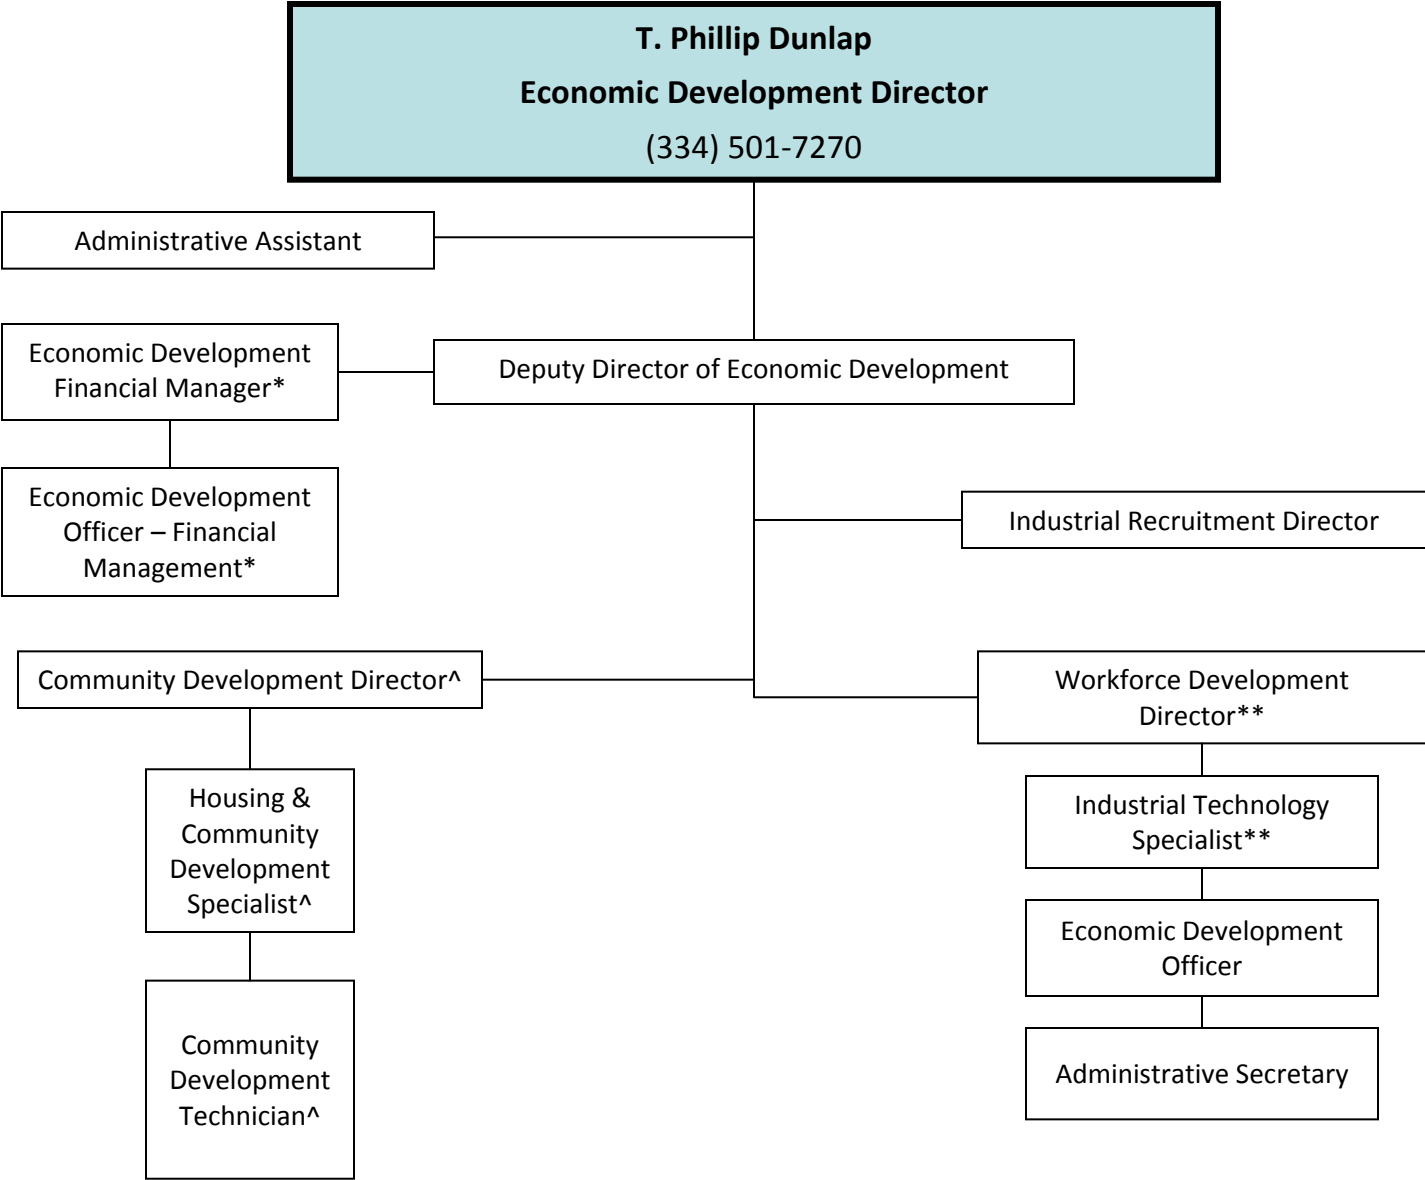 T. Phillip Dunlap
Economic Development Director
(334) 501-7270
Administrative Assistant
Economic Development
Financial Manager*
Deputy Director of Economic Development
Economic Development
Officer – Financial
Management*
Industrial Recruitment Director
Community Development Director^
Workforce Development
Director**
Housing &
Community
Development
Specialist^
Industrial Technology
Specialist**
Economic Development
Officer
Community
Development
Technician^
Administrative Secretary